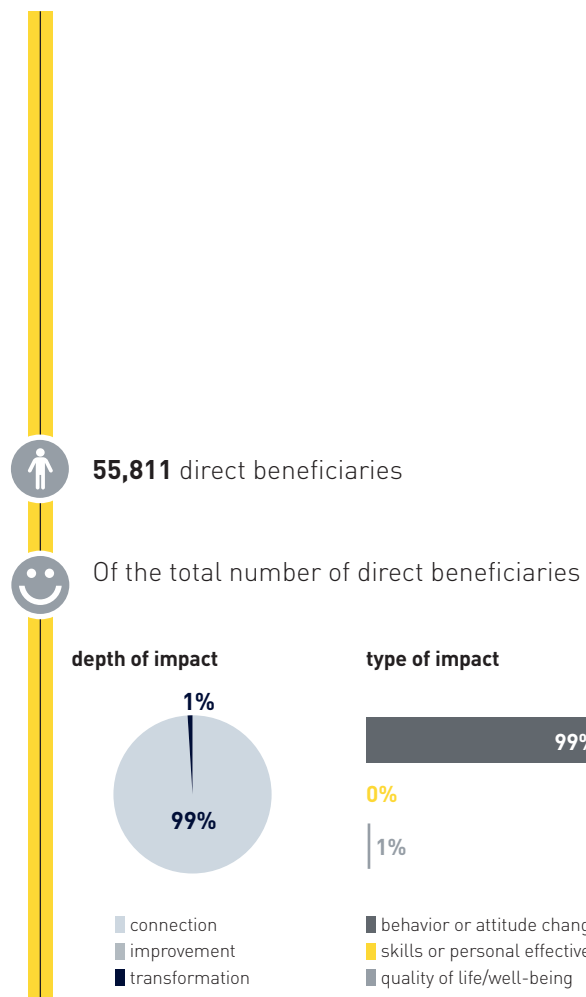 55,811 direct beneficiaries
Of the total number of direct beneficiaries
depth of impact
1%
99%
connection
improvement
transformation
type of impact
99%
0%
1%
behavior or attitude chang
skills or personal effective
quality of life/well-being